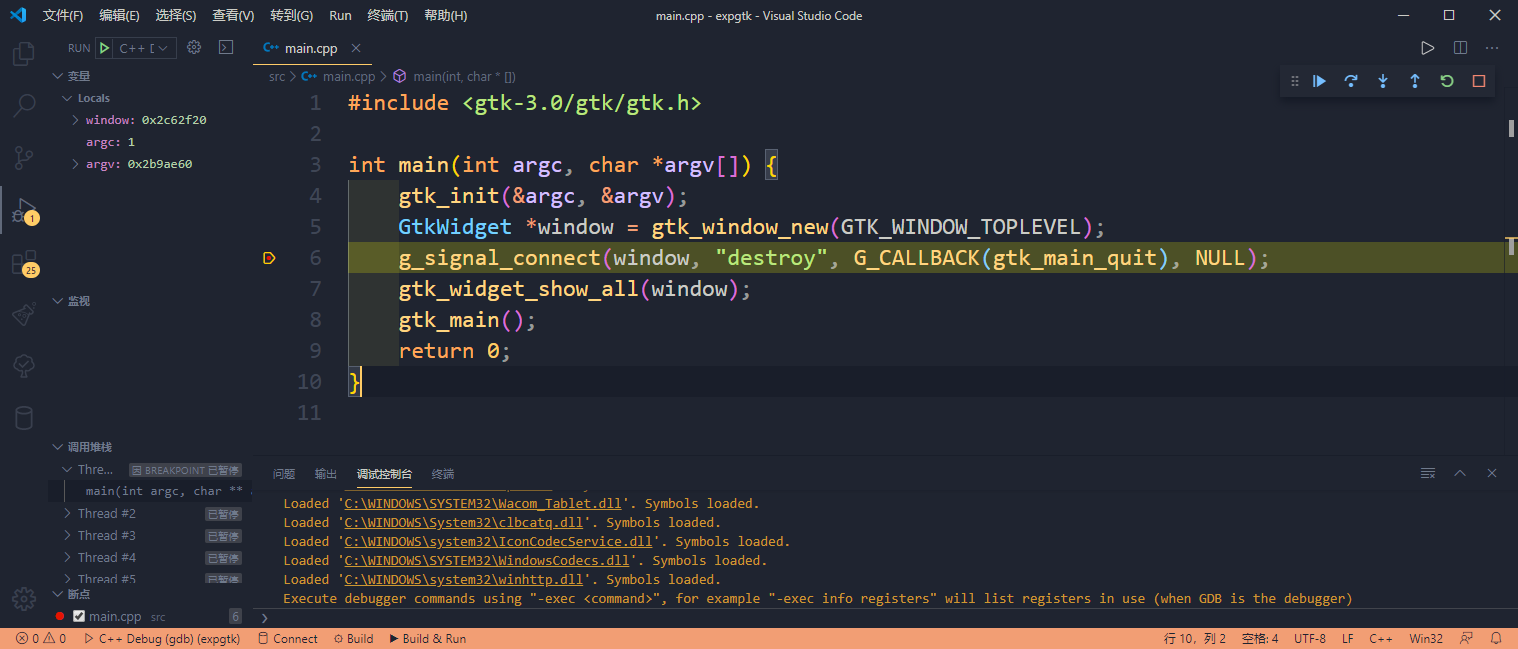 文件(F) 编辑(E) 选择(S) 查看(V) 转到(G) Run 终端(T) 帮助(H) main.cpp - expgtk - Visual Studio Code
RUN C++ [ C++ main.cpp
变量
src > C++ main.cpp > main(int, char * [])
Locals
window: 0x2c62f20
argc: 1
argv: 0x2b9ae60
1
25
监视
调用堆栈
Thre... 因 BREAKPOINT 已暂停
main(int argc, char **
Thread #2 已暂停
Thread #3 已暂停
Thread #4 已暂停
Thread #5 已暂停
断点
main.cpp src 6
1 #include <gtk-3.0/gtk/gtk.h>
2
3 int main(int argc, char *argv[]) {
4 gtk_init(&argc, &argv);
5 GtkWidget *window = gtk_window_new(GTK_WINDOW_TOPLEVEL);
6 g_signal_connect(window, "destroy", G_CALLBACK(gtk_main_quit), NULL);
7 gtk_widget_show_all(window);
8 gtk_main();
9 return 0;
10 }
11
问题 输出 调试控制台 终端
Loaded 'C:\WINDOWS\SYSTEM32\Wacom_Tablet.dll'. Symbols loaded.
Loaded 'C:\WINDOWS\System32\clbcatq.dll'. Symbols loaded.
Loaded 'C:\WINDOWS\system32\IconCodecService.dll'. Symbols loaded.
Loaded 'C:\WINDOWS\SYSTEM32\WindowsCodecs.dll'. Symbols loaded.
Loaded 'C:\WINDOWS\system32\winhttp.dll'. Symbols loaded.
Execute debugger commands using "-exec <command>", for example "-exec info registers" will list registers in use (when GDB is the debugger)
0 0 C++ Debug (gdb) (expgtk) Connect Build Build & Run 行 10，列 2 空格: 4 UTF-8 LF C++ Win32